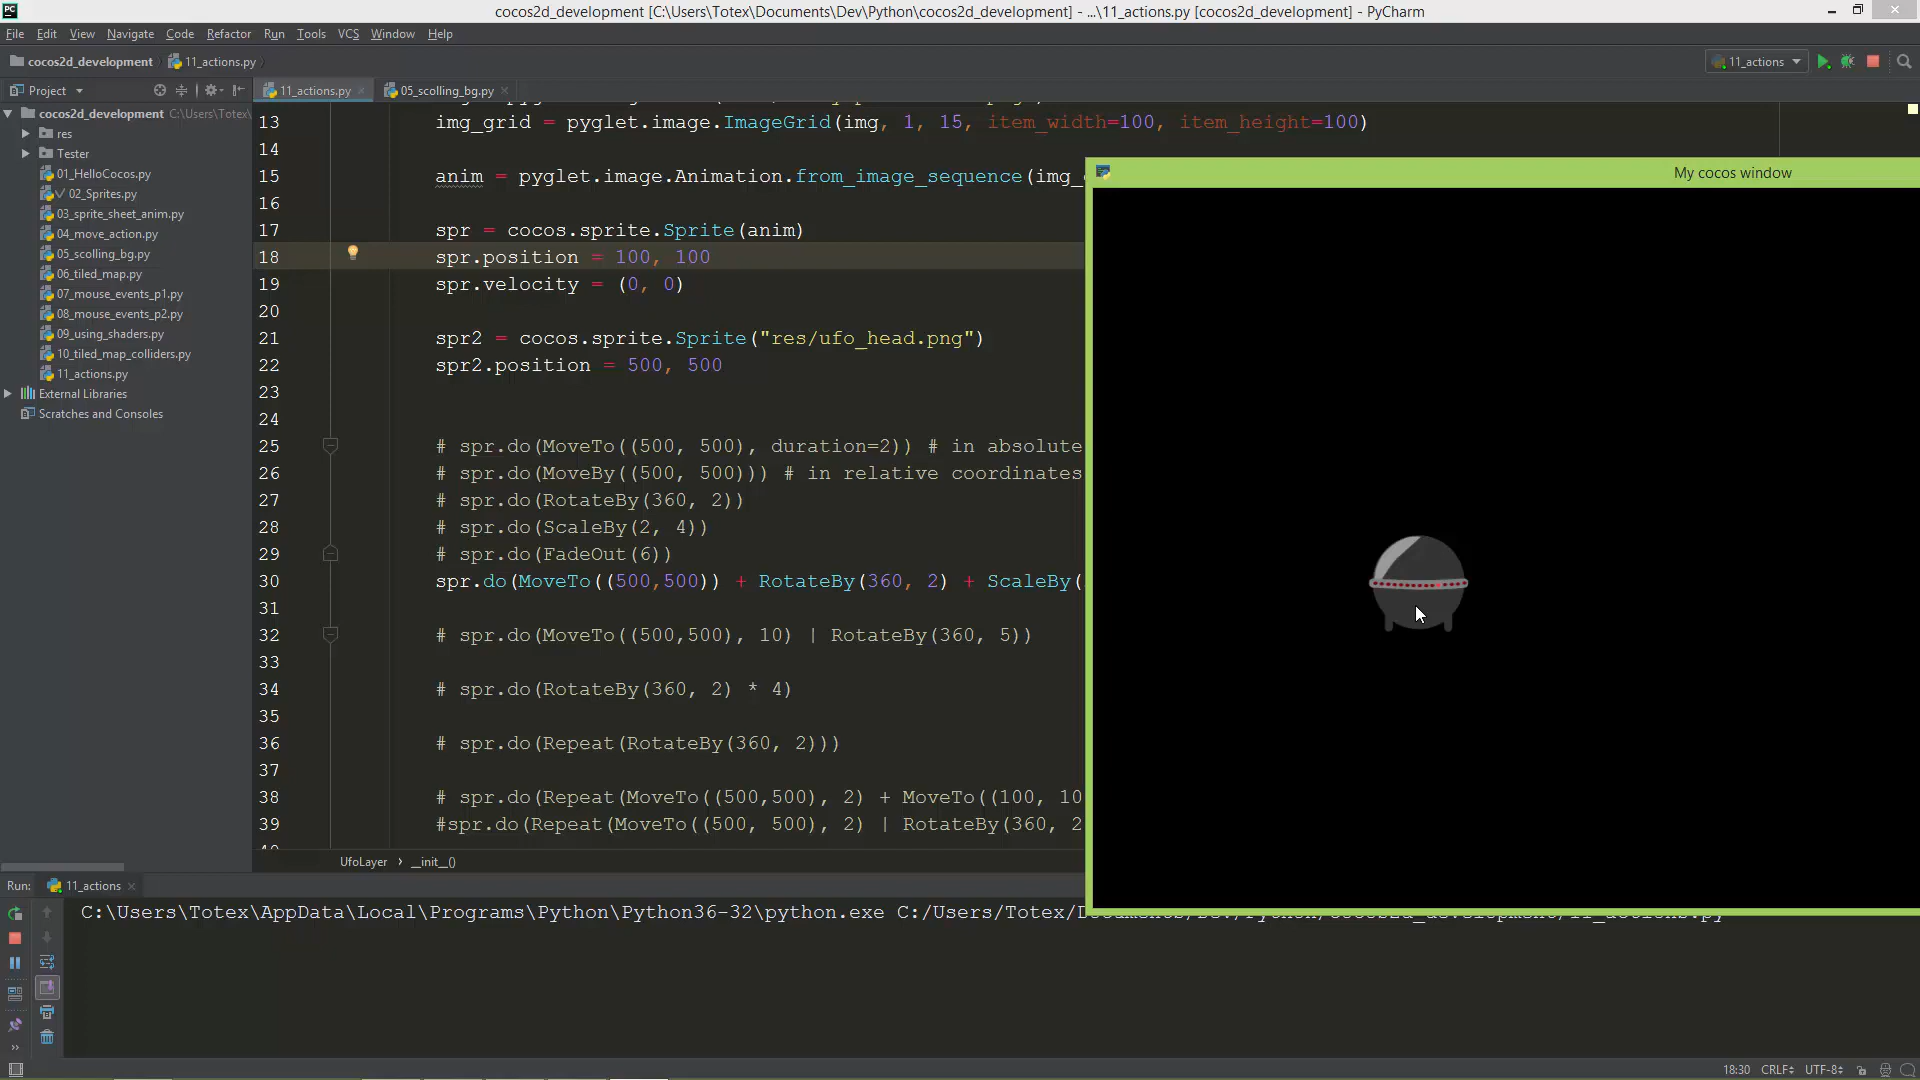 cocos2d_development [C:\Users\Totex\Documents\Dev\Python\cocos2d_development] - ...\11_actions.py [cocos2d_development] - PyCharm
File Edit View Navigate Code Refactor Run Tools VCS Window Help
cocos2d_development 11_actions.py
11_actions
Project
11_actions.py
05_scolling_bg.py
cocos2d_development C:\Users\Totex\
res
Tester
01_HelloCocos.py
02_Sprites.py
03_sprite_sheet_anim.py
04_move_action.py
05_scolling_bg.py
06_tiled_map.py
07_mouse_events_p1.py
08_mouse_events_p2.py
09_using_shaders.py
10_tiled_map_colliders.py
11_actions.py
External Libraries
Scratches and Consoles
13 img_grid = pyglet.image.ImageGrid(img, 1, 15, item_width=100, item_height=100)
14
15 anim = pyglet.image.Animation.from_image_sequence(img_
16
17 spr = cocos.sprite.Sprite(anim)
18 spr.position = 100, 100
19 spr.velocity = (0, 0)
20
21 spr2 = cocos.sprite.Sprite("res/ufo_head.png")
22 spr2.position = 500, 500
23
24
25 # spr.do(MoveTo((500, 500), duration=2)) # in absolute
26 # spr.do(MoveBy((500, 500))) # in relative coordinates
27 # spr.do(RotateBy(360, 2))
28 # spr.do(ScaleBy(2, 4))
29 # spr.do(FadeOut(6))
30 spr.do(MoveTo((500,500)) + RotateBy(360, 2) + ScaleBy(
31
32 # spr.do(MoveTo((500,500), 10) | RotateBy(360, 5))
33
34 # spr.do(RotateBy(360, 2) * 4)
35
36 # spr.do(Repeat(RotateBy(360, 2)))
37
38 # spr.do(Repeat(MoveTo((500,500), 2) + MoveTo((100, 10
39 #spr.do(Repeat(MoveTo((500, 500), 2) | RotateBy(360, 2
UfoLayer __init__()
My cocos window
Run: 11_actions
C:\Users\Totex\AppData\Local\Programs\Python\Python36-32\python.exe C:/Users/Totex/
18:30 CRLF UTF-8